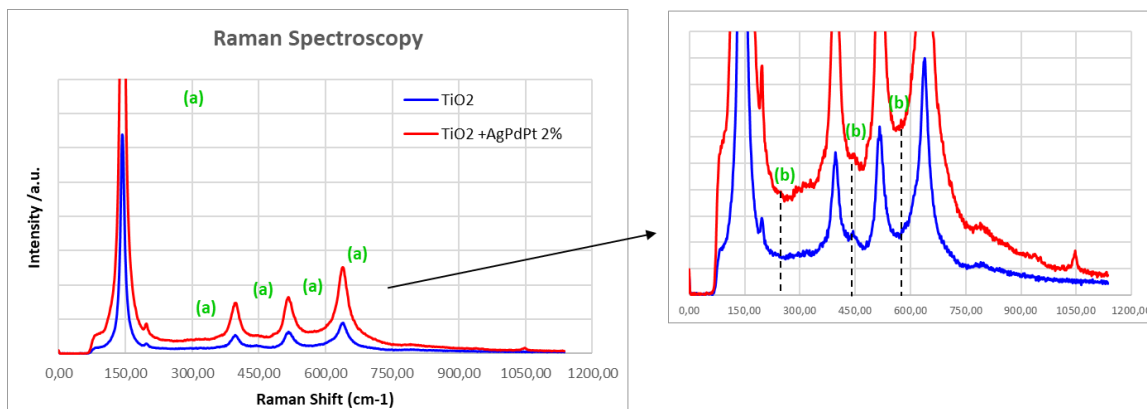 Raman Spectroscopy
(a)
TiO2
TiO2 +AgPdPt 2%
(a)
(a)
(a)
(a)
Intensity /a.u.
0,00 150,00 300,00 450,00 600,00 750,00 900,00 1050,00 1200,00
Raman Shift (cm-1)
(b)
(b)
(b)
0,00 150,00 300,00 450,00 600,00 750,00 900,00 1050,00 1200,00